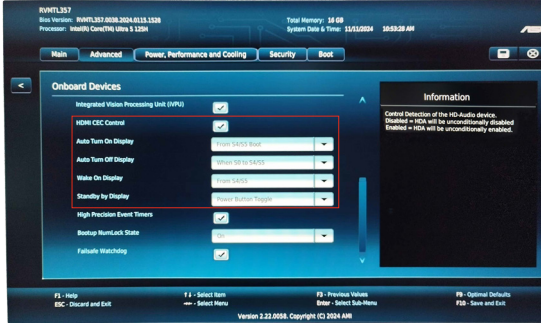 RVMTL357
Bios Version: RVMTL357.0038.2024.0115.1538
Total Memory: 16 GB
Processor: Intel(R) Core(TM) Ultra 5 125H
System Date & Time: 11/11/2024 10:53:28 AM
Main Advanced Power, Performance and Cooling Security Boot
Onboard Devices
Information
Integrated Vision Processing Unit (iVPU)
HDMI CEC Control
Auto Turn On Display From S4/S5 Boot
Auto Turn Off Display When S0 to S4/S5
Wake On Display From S4/S5
Standby by Display Power Button Toggle
High Precision Event Timers
Bootup NumLock State On
Failsafe Watchdog
Control Detection of the HD-Audio device.
Disabled = HDA will be unconditionally disabled
Enabled = HDA will be unconditionally enabled.
F1 - Help
ESC - Discard and Exit
- Select Item
- Select Menu
F3 - Previous Values
Enter - Select Sub-Menu
F9 - Optimal Defaults
F10 - Save and Exit
Version 2.22.0058. Copyright (C) 2024 AMI